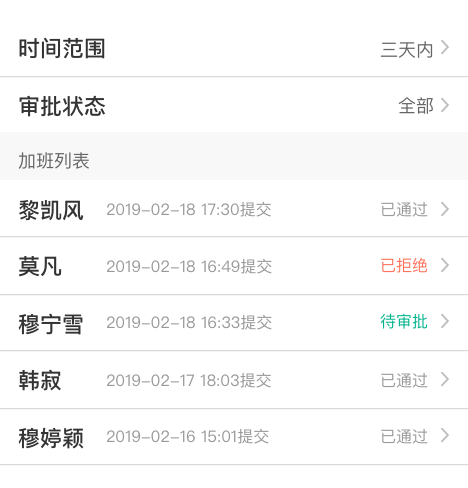 时间范围 三天内
审批状态 全部
加班列表
黎凯风 2019-02-18 17:30提交 已通过
莫凡 2019-02-18 16:49提交 已拒绝
穆宁雪 2019-02-18 16:33提交 待审批
韩寂 2019-02-17 18:03提交 已通过
穆婷颖 2019-02-16 15:01提交 已通过